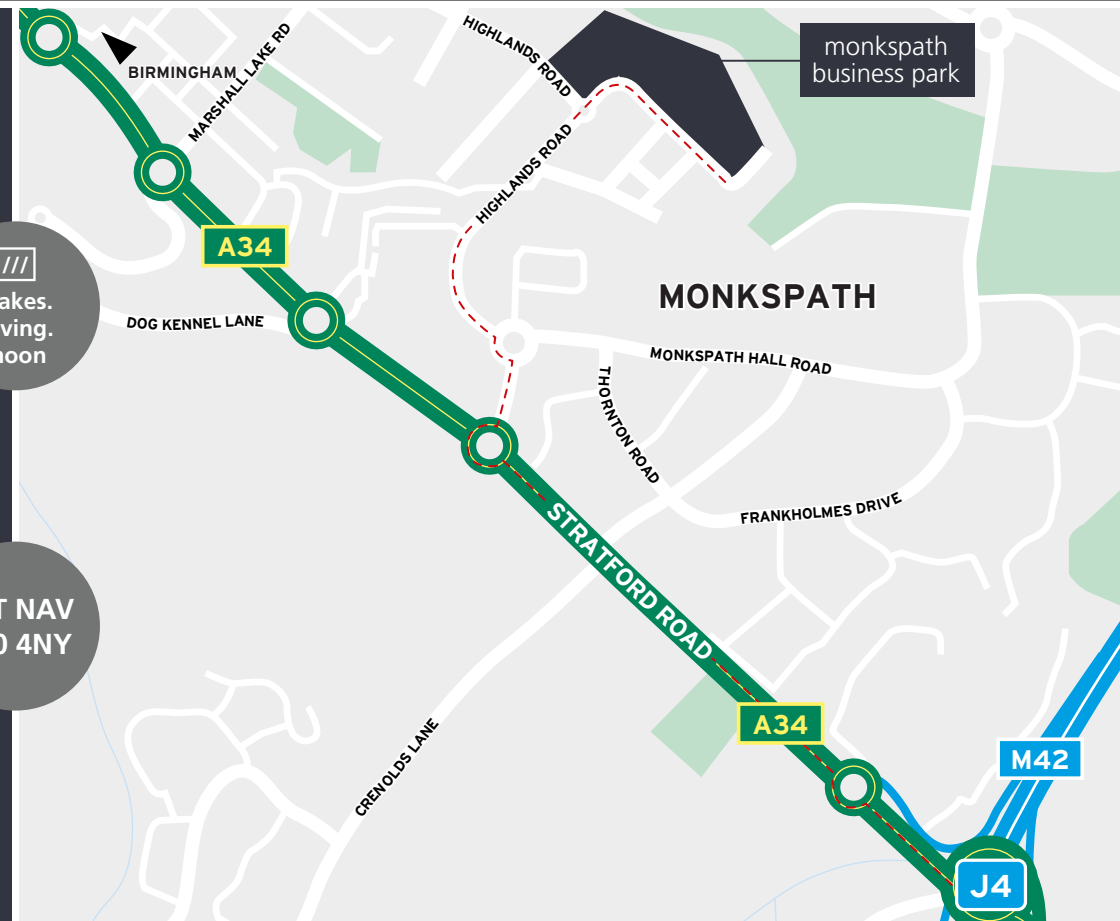 HIGHLANDS ROAD
monkspath
business park
BIRMINGHAM
MARSHALL LAKE RD
HIGHLANDS ROAD
A34
///
akes.
ving.
noon
MONKSPATH
DOG KENNEL LANE
MONKSPATH HALL ROAD
THORNTON ROAD
FRANKHOLMES DRIVE
STRATFORD ROAD
T NAV
0 4NY
A34
M42
CRENOLDS LANE
J4